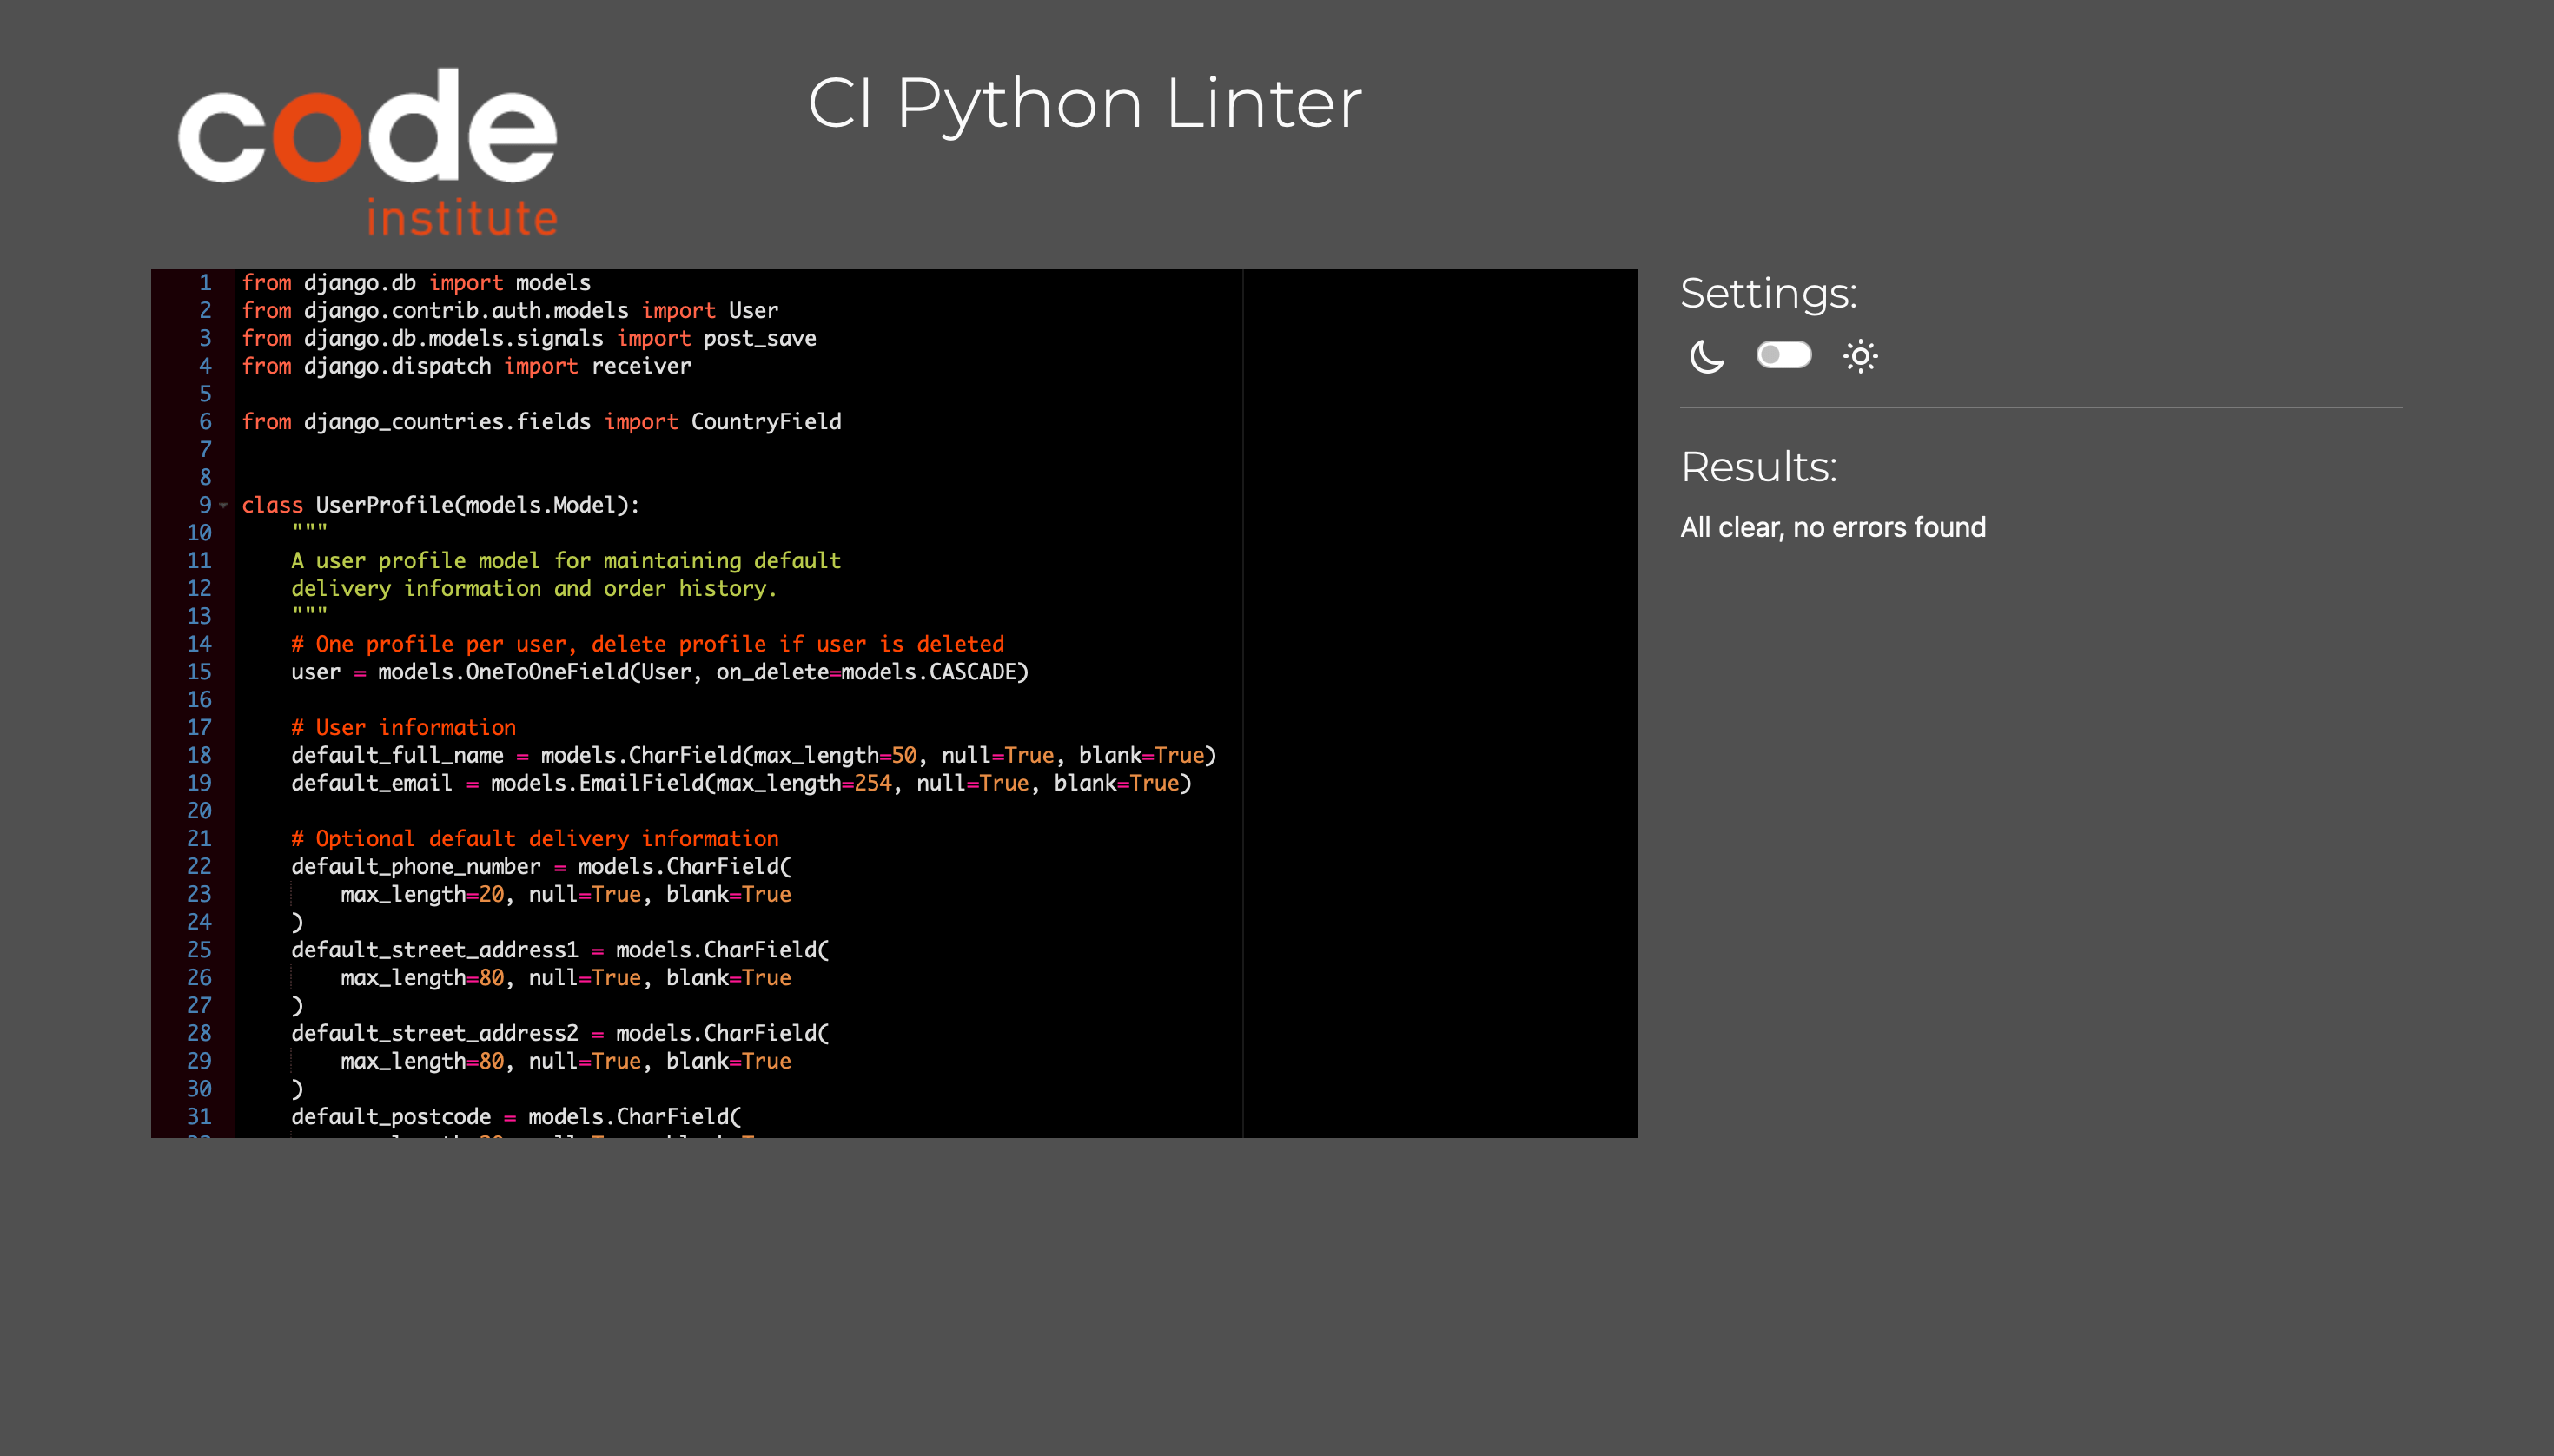 code
institute
CI Python Linter
1 from django.db import models
2 from django.contrib.auth.models import User
3 from django.db.models.signals import post_save
4 from django.dispatch import receiver
5
6 from django_countries.fields import CountryField
7
8
9 class UserProfile(models.Model):
10     """
11     A user profile model for maintaining default
12     delivery information and order history.
13     """
14     # One profile per user, delete profile if user is deleted
15     user = models.OneToOneField(User, on_delete=models.CASCADE)
16
17     # User information
18     default_full_name = models.CharField(max_length=50, null=True, blank=True)
19     default_email = models.EmailField(max_length=254, null=True, blank=True)
20
21     # Optional default delivery information
22     default_phone_number = models.CharField(
23         max_length=20, null=True, blank=True
24     )
25     default_street_address1 = models.CharField(
26         max_length=80, null=True, blank=True
27     )
28     default_street_address2 = models.CharField(
29         max_length=80, null=True, blank=True
30     )
31     default_postcode = models.CharField(
Settings:
Results:
All clear, no errors found